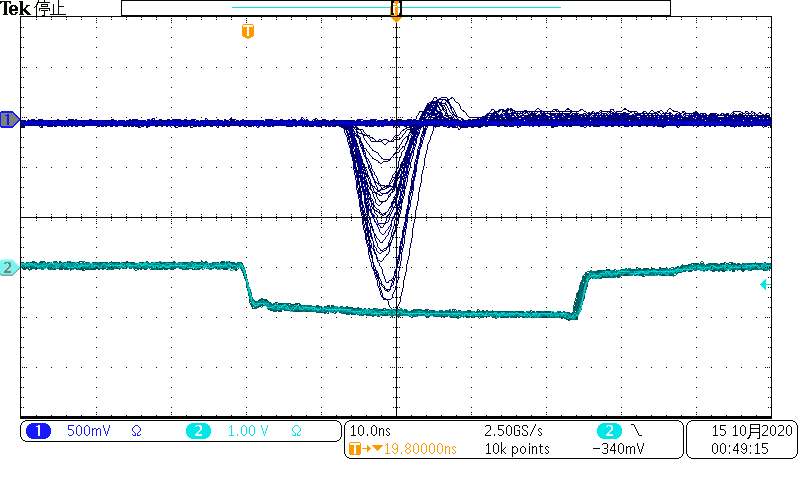 Tek 停止
T
1
2
1 500mV Ω 2 1.00 V Ω
10.0ns 2.50GS/s 2
T→▼19.80000ns 10k points −340mV
15 10月2020
00:49:15